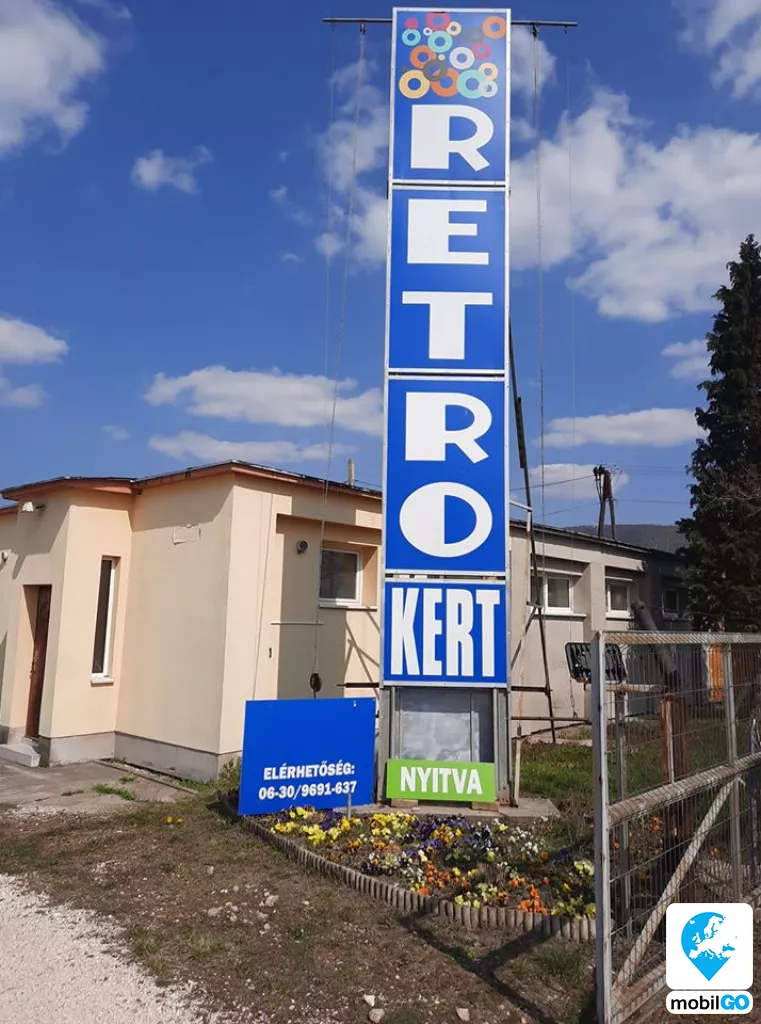 RETRO
KERT
ELÉRHETŐSÉG:
06-30/9691-637
NYITVA
mobilGO